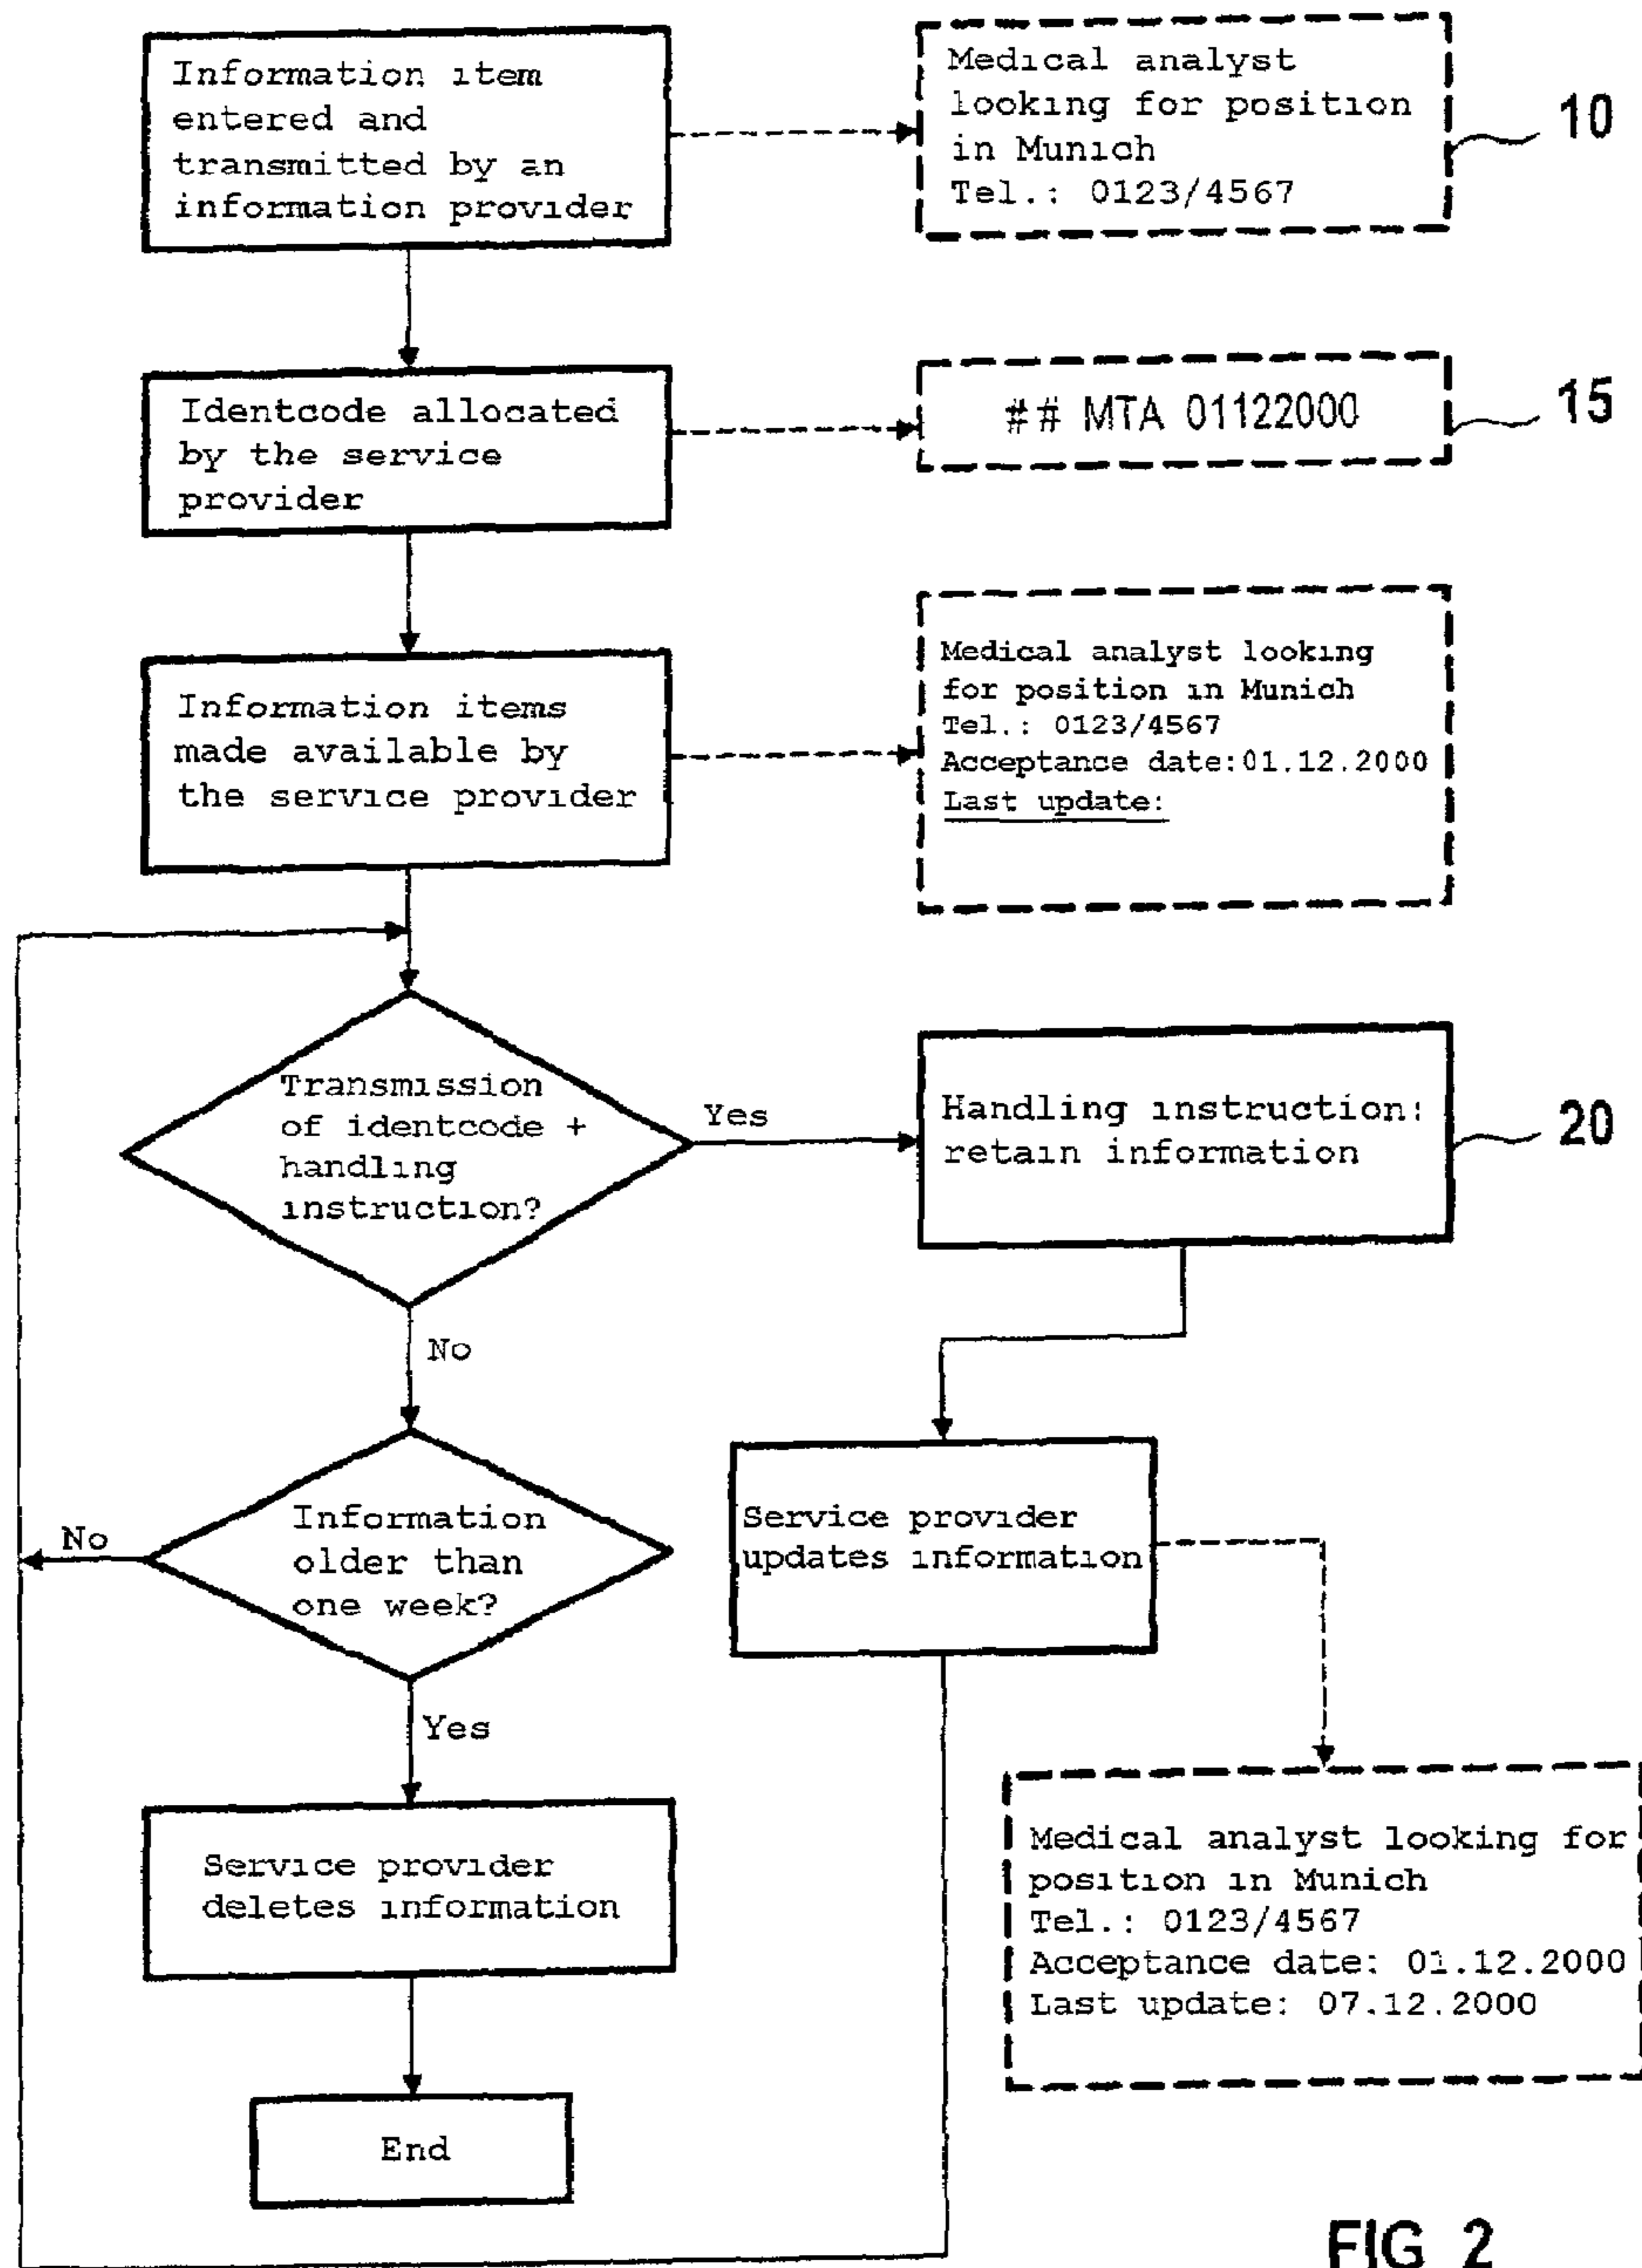 Information item
entered and
transmitted by an
information provider
Medical analyst
looking for position
in Munich
Tel.: 0123/4567
10
Identcode allocated
by the service
provider
## MTA 01122000
15
Information items
made available by
the service provider
Medical analyst looking
for position in Munich
Tel.: 0123/4567
Acceptance date:01.12.2000
Last update:
Transmission
of identcode +
handling
instruction?
Yes
Handling instruction:
retain information
20
No
Information
older than
one week?
No
Service provider
updates information
Yes
Service provider
deletes information
Medical analyst looking for
position in Munich
Tel.: 0123/4567
Acceptance date: 01.12.2000
Last update: 07.12.2000
End
FIG 2